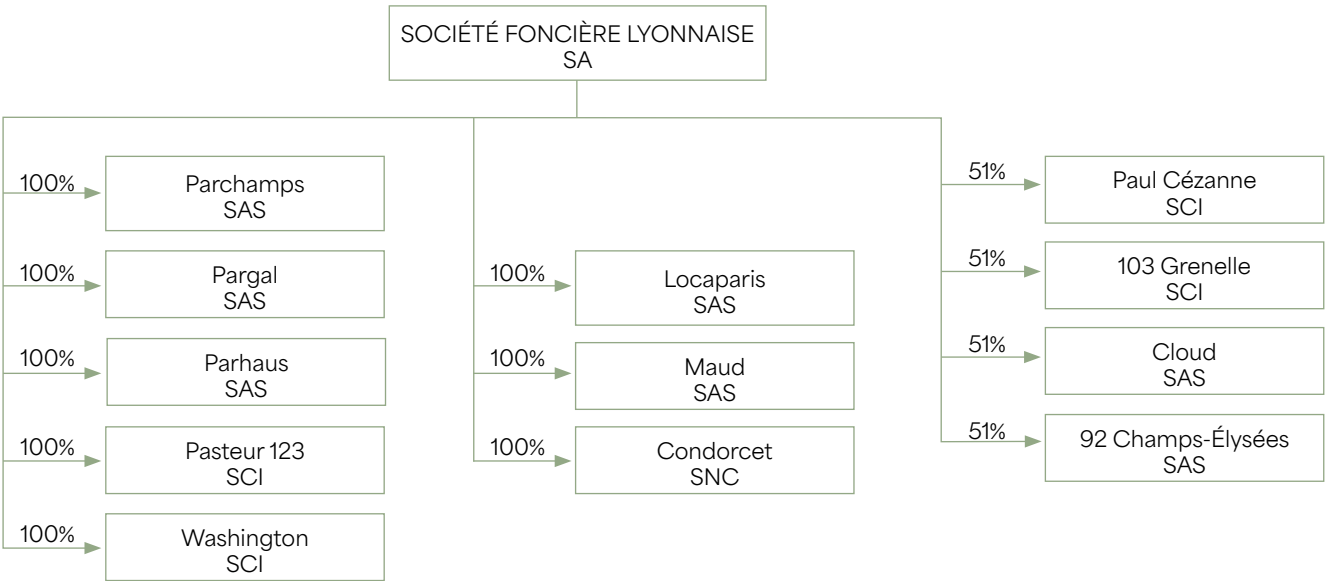 SOCIÉTÉ FONCIÈRE LYONNAISE
SA
100%
Parchamps
SAS
100%
Pargal
SAS
100%
Parhaus
SAS
100%
Pasteur 123
SCI
100%
Washington
SCI
100%
Locaparis
SAS
100%
Maud
SAS
100%
Condorcet
SNC
51%
Paul Cézanne
SCI
51%
103 Grenelle
SCI
51%
Cloud
SAS
51%
92 Champs-Élysées
SAS